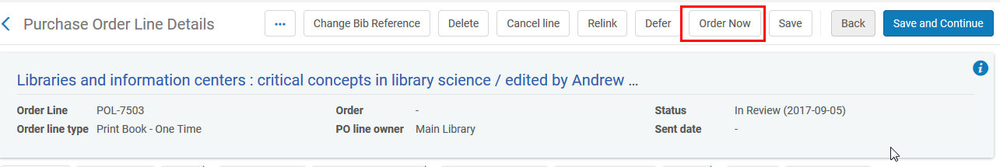 Purchase Order Line Details ... Change Bib Reference Delete Cancel line Relink Defer Order Now Save Back Save and Continue
Libraries and information centers : critical concepts in library science / edited by Andrew ...
Order Line POL-7503 Order - Status In Review (2017-09-05)
Order line type Print Book - One Time PO line owner Main Library Sent date -